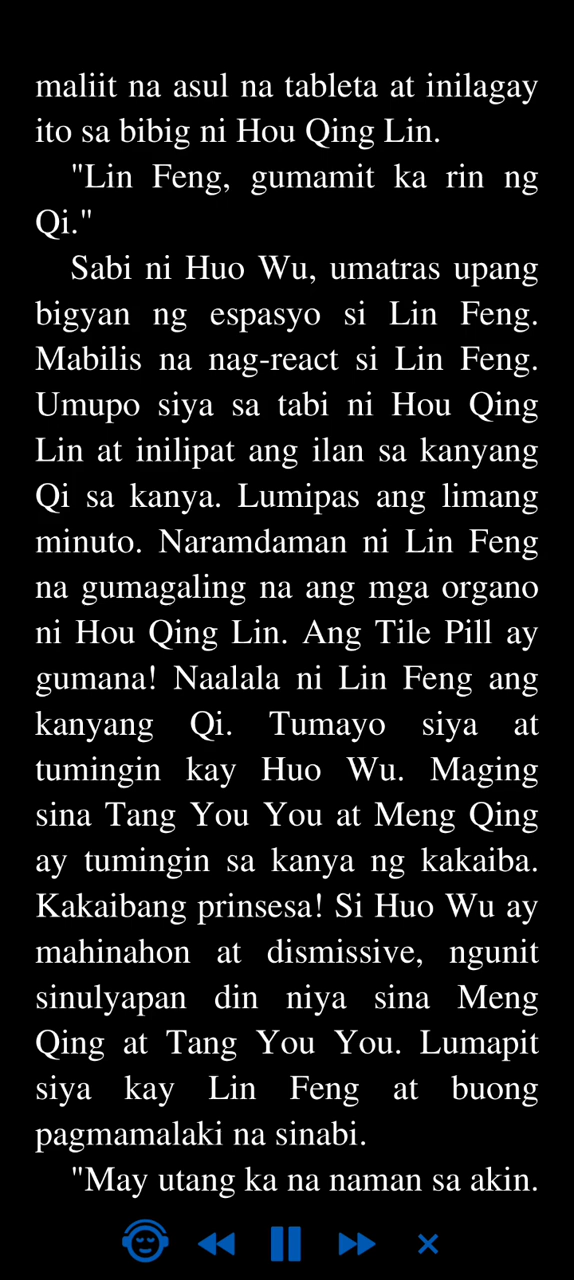 maliit na asul na tableta at inilagay
ito sa bibig ni Hou Qing Lin.
"Lin Feng, gumamit ka rin ng
Qi."
Sabi ni Huo Wu, umatras upang
bigyan ng espasyo si Lin Feng.
Mabilis na nag-react si Lin Feng.
Umupo siya sa tabi ni Hou Qing
Lin at inilipat ang ilan sa kanyang
Qi sa kanya. Lumipas ang limang
minuto. Naramdaman ni Lin Feng
na gumagaling na ang mga organo
ni Hou Qing Lin. Ang Tile Pill ay
gumana! Naalala ni Lin Feng ang
kanyang Qi. Tumayo siya at
tumingin kay Huo Wu. Maging
sina Tang You You at Meng Qing
ay tumingin sa kanya ng kakaiba.
Kakaibang prinsesa! Si Huo Wu ay
mahinahon at dismissive, ngunit
sinulyapan din niya sina Meng
Qing at Tang You You. Lumapit
siya kay Lin Feng at buong
pagmamalaki na sinabi.
"May utang ka na naman sa akin.